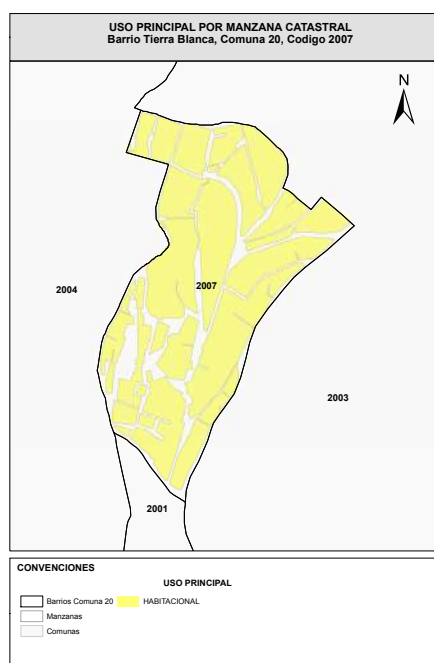 USO PRINCIPAL POR MANZANA CATASTRAL
Barrio Tierra Blanca, Comuna 20, Codigo 2007
N
2004
2007
2003
2001
CONVENCIONES
USO PRINCIPAL
Barrios Comuna 20 HABITACIONAL
Manzanas
Comunas